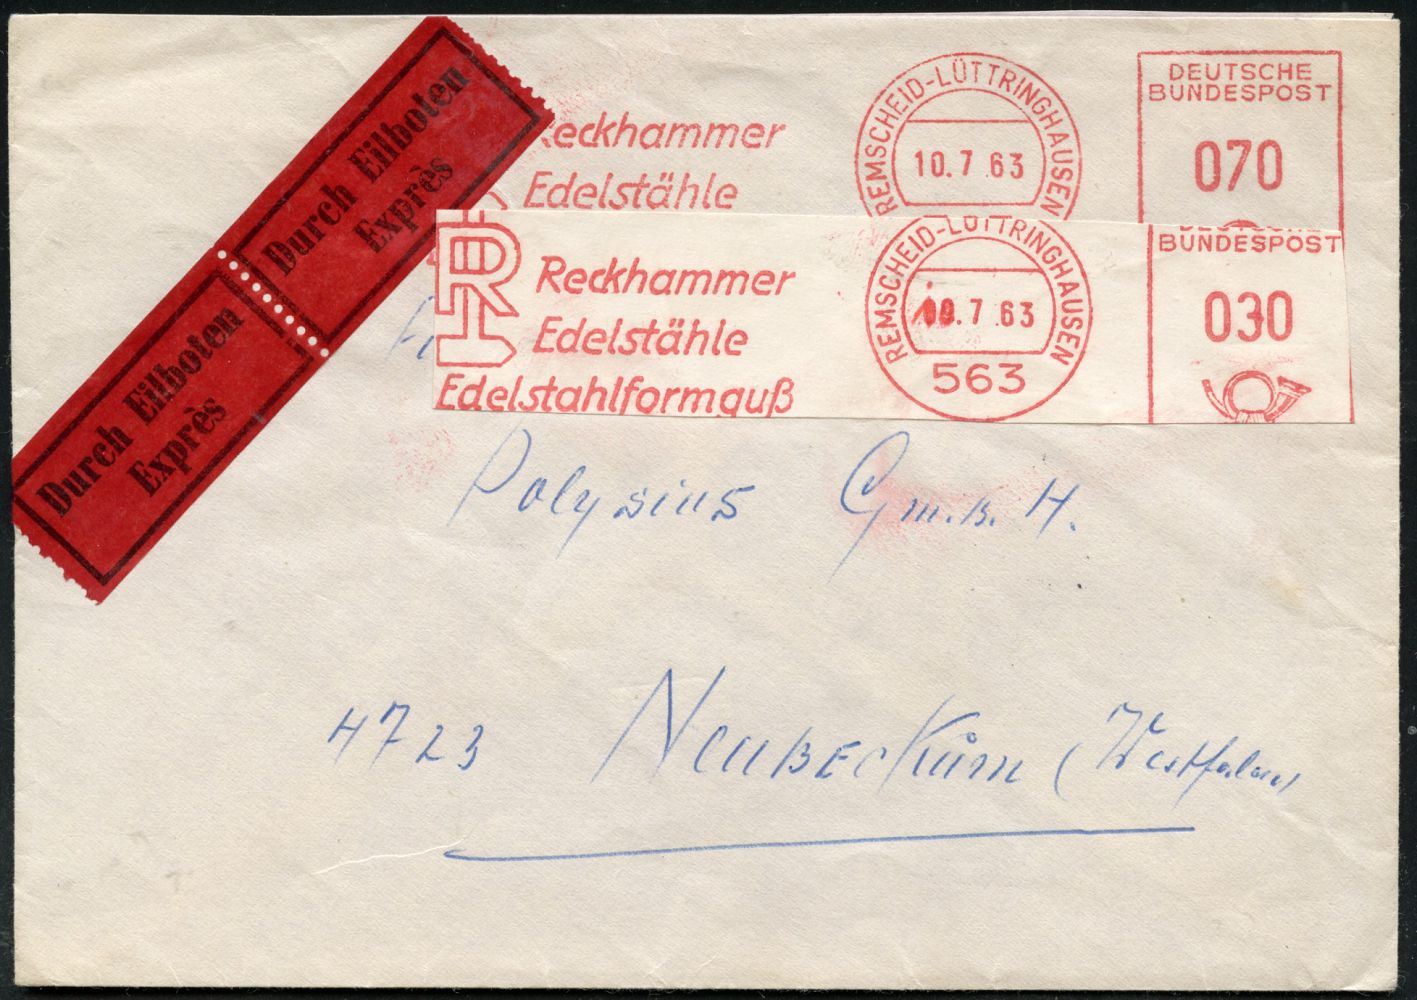 Durch Eilboten
Exprès
Durch Eilboten
Exprès
Reckhammer
Edelstähle
REMSCHEID-LÜTTRINGHAUSEN
10.7.63
DEUTSCHE
BUNDESPOST
070
R
Reckhammer
Edelstähle
Edelstahlformguß
REMSCHEID-LÜTTRINGHAUSEN
10.7.63
563
BUNDESPOST
030
Polysius G.m.b.H.
4723 Neubeckum (Westfalen)